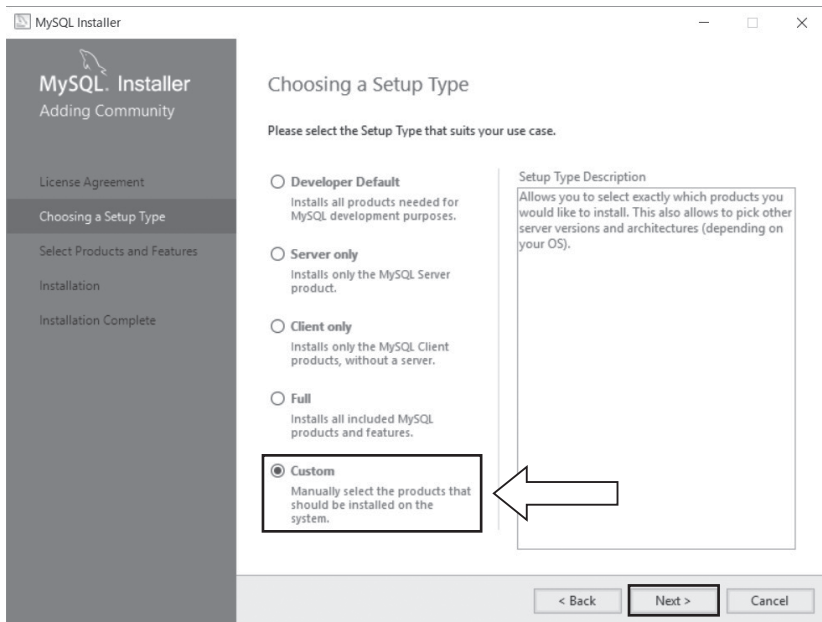 MySQL Installer
MySQL. Installer
Adding Community
License Agreement
Choosing a Setup Type
Select Products and Features
Installation
Installation Complete
Choosing a Setup Type
Please select the Setup Type that suits your use case.
Developer Default
Installs all products needed for
MySQL development purposes.
Server only
Installs only the MySQL Server
product.
Client only
Installs only the MySQL Client
products, without a server.
Full
Installs all included MySQL
products and features.
Custom
Manually select the products that
should be installed on the
system.
Setup Type Description
Allows you to select exactly which products you
would like to install. This also allows to pick other
server versions and architectures (depending on
your OS).
< Back
Next >
Cancel